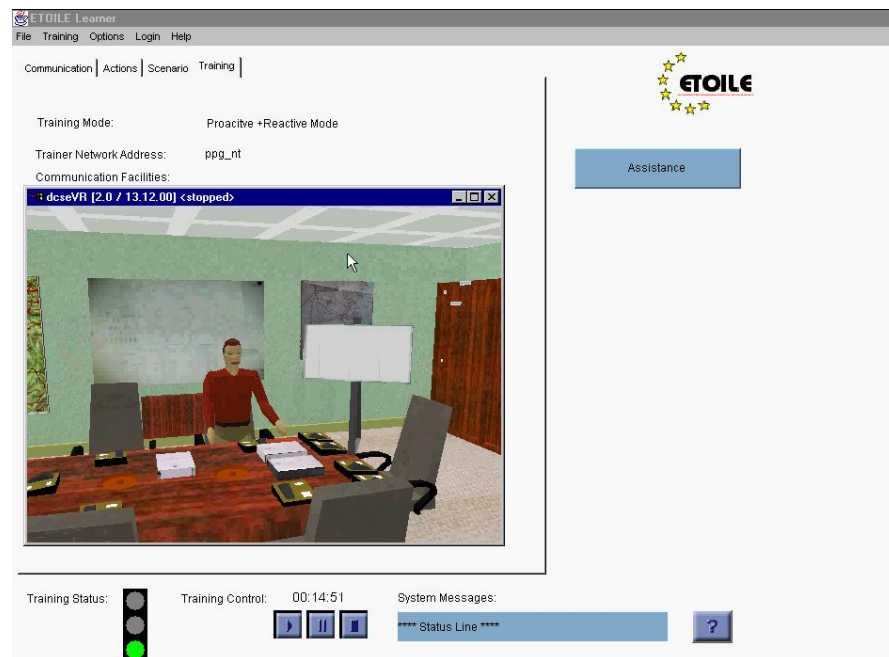 ETOILE Learner
File Training Options Login Help
Communication Actions Scenario Training
Training Mode: Proacitve +Reactive Mode
Trainer Network Address: ppg_nt
Communication Facilities:
dcseVR [2.0 / 13.12.00] <stopped>
ETOILE
Assistance
Training Status: Training Control: 00:14:51 System Messages:
**** Status Line ****
?